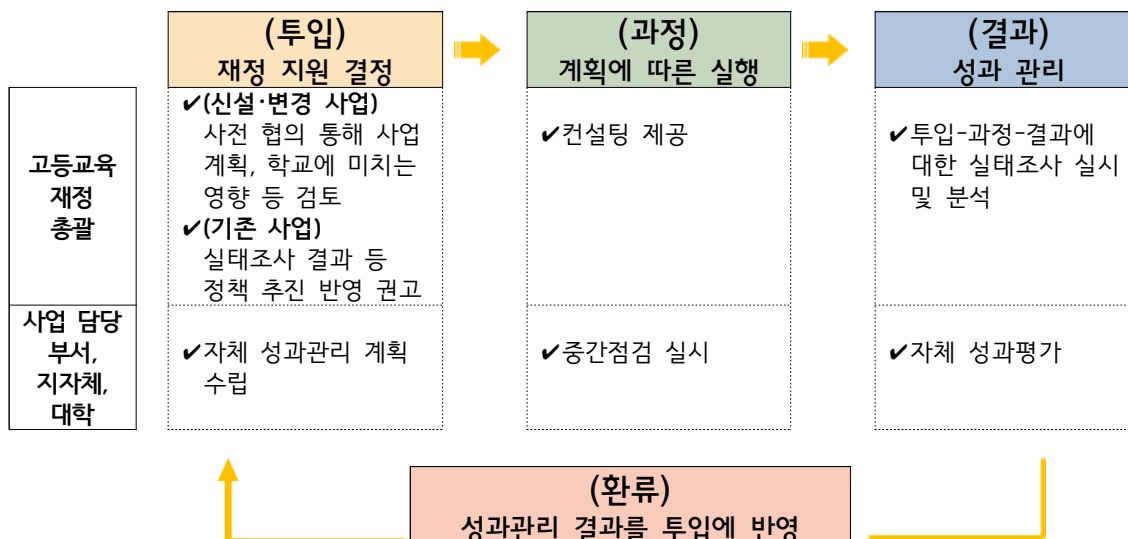 (투입)
재정 지원 결정
(과정)
계획에 따른 실행
(결과)
성과 관리
고등교육
재정
총괄
✔(신설·변경 사업)
사전 협의 통해 사업
계획, 학교에 미치는
영향 등 검토
✔(기존 사업)
실태조사 결과 등
정책 추진 반영 권고
✔컨설팅 제공
✔투입-과정-결과에
대한 실태조사 실시
및 분석
사업 담당
부서,
지자체,
대학
✔자체 성과관리 계획
수립
✔중간점검 실시
✔자체 성과평가
(환류)
성과관리 결과를 투입에 반영